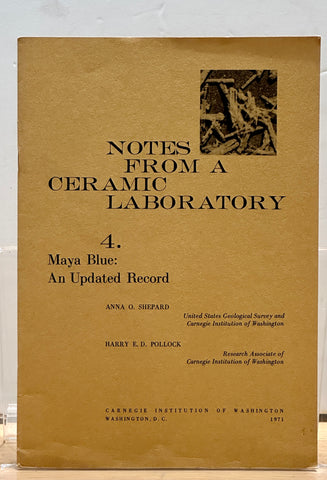 NOTES
FROM A
CERAMIC
LABORATORY
4.
Maya Blue:
An Updated Record
ANNA O. SHEPARD
United States Geological Survey and
Carnegie Institution of Washington
HARRY E. D. POLLOCK
Research Associate of
Carnegie Institution of Washington
CARNEGIE INSTITUTION OF WASHINGTON
WASHINGTON, D. C. 1971